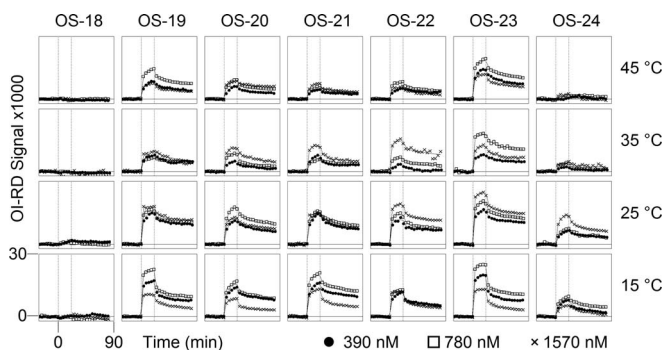 OS-18 OS-19 OS-20 OS-21 OS-22 OS-23 OS-24
45 °C
35 °C
25 °C
15 °C
OI-RD Signal x1000
30
0
0 90
Time (min)
● 390 nM □ 780 nM × 1570 nM